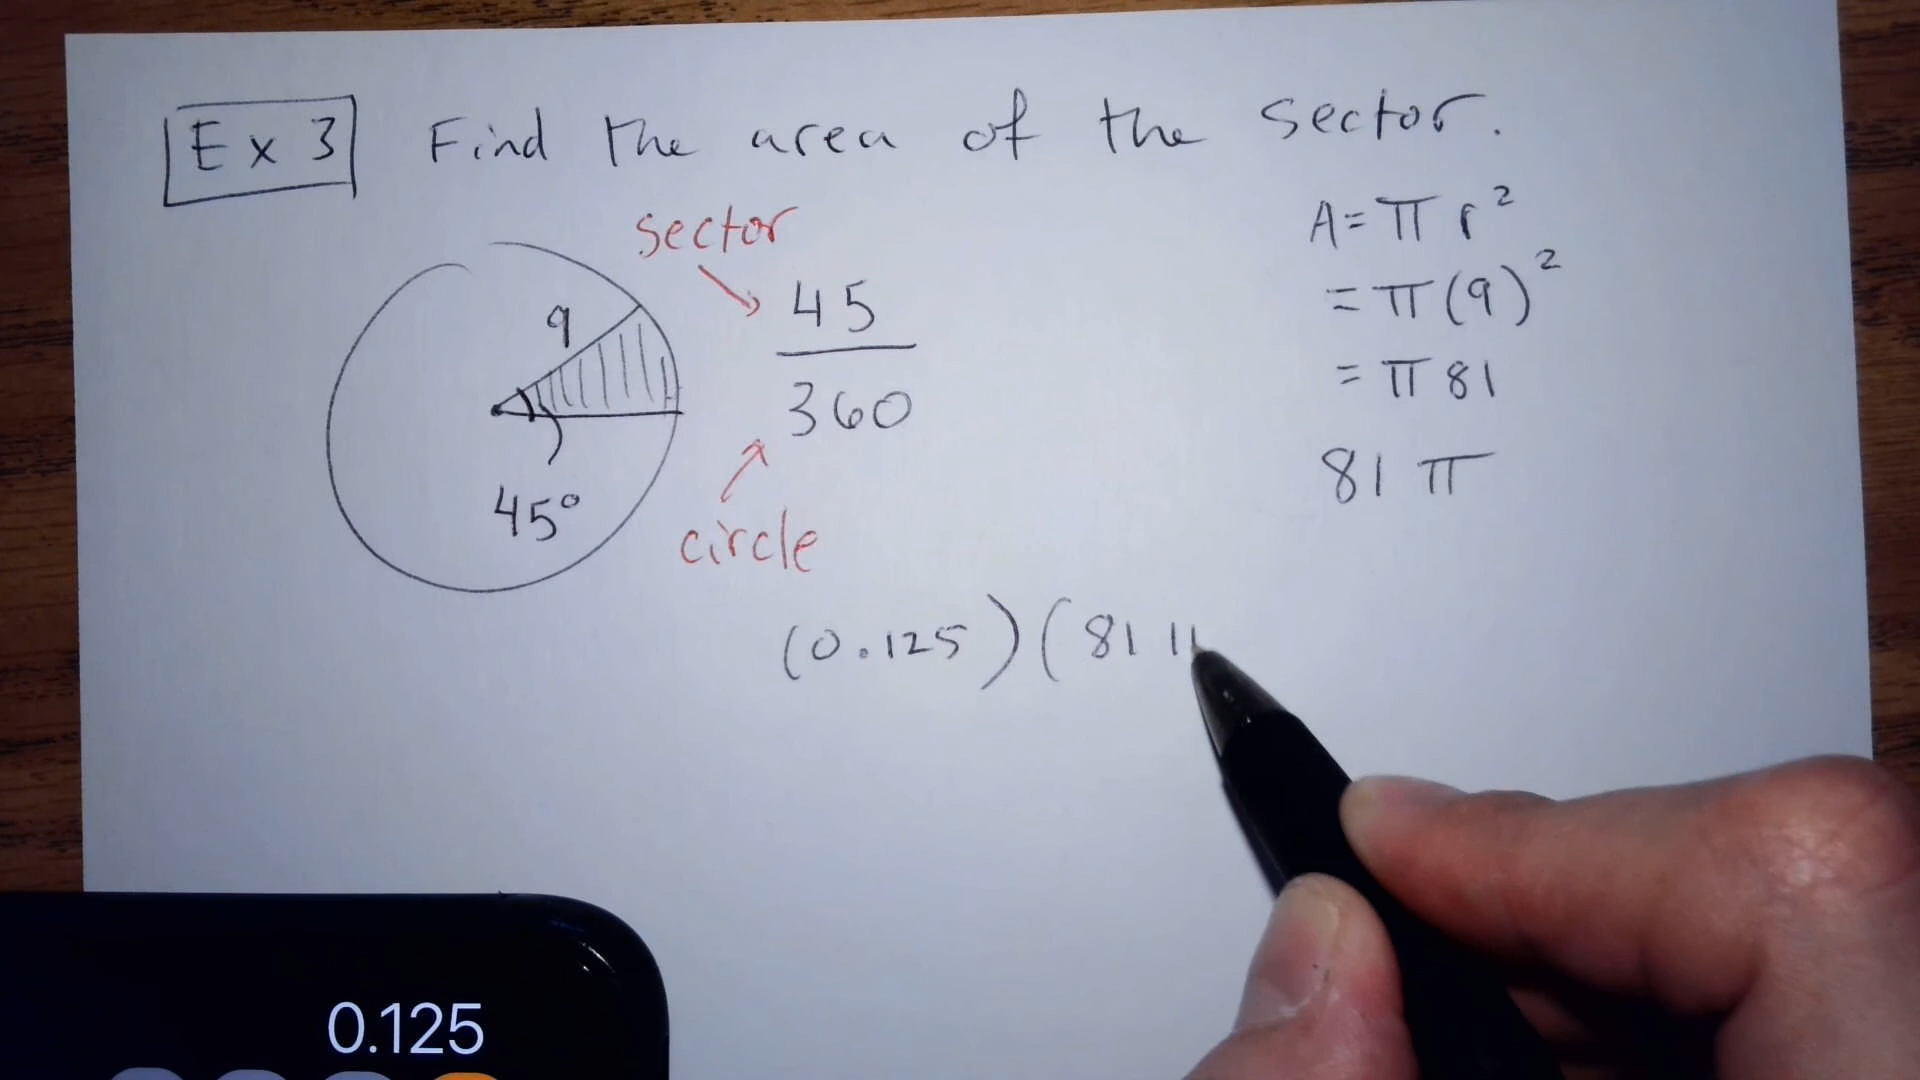 Ex 3 Find the area of the sector.
sector
9
45
360
45°
circle
A = π r²
= π(9)²
= π 81
81 π
(0.125)(81 11
0.125